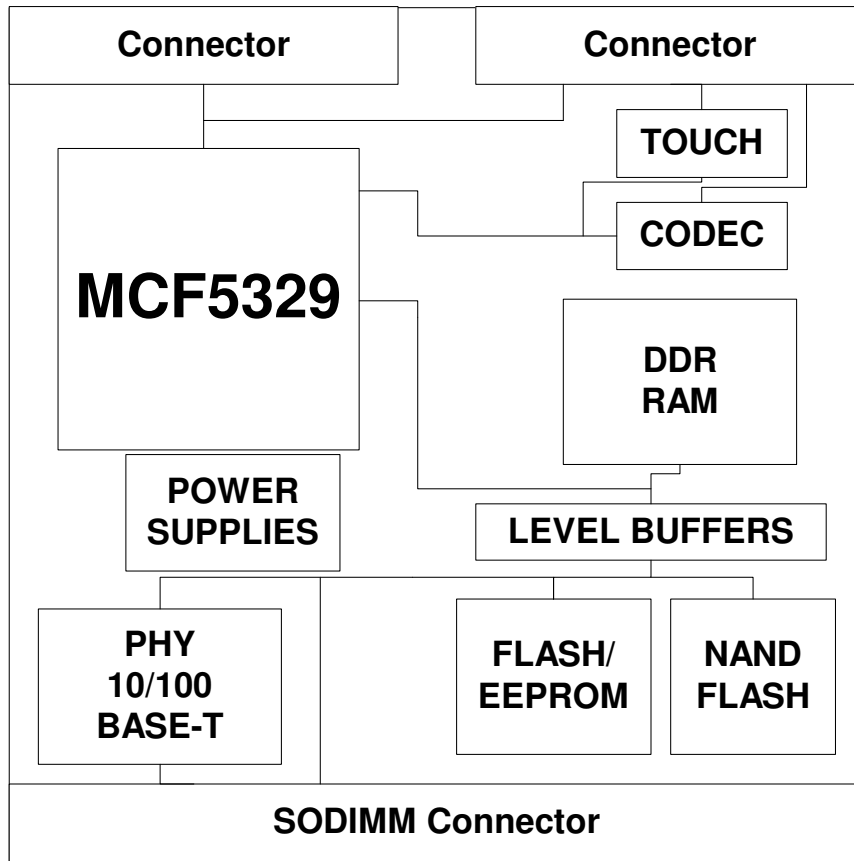 Connector
Connector
TOUCH
CODEC
MCF5329
DDR
RAM
POWER
SUPPLIES
LEVEL BUFFERS
PHY
10/100
BASE-T
FLASH/
EEPROM
NAND
FLASH
SODIMM Connector